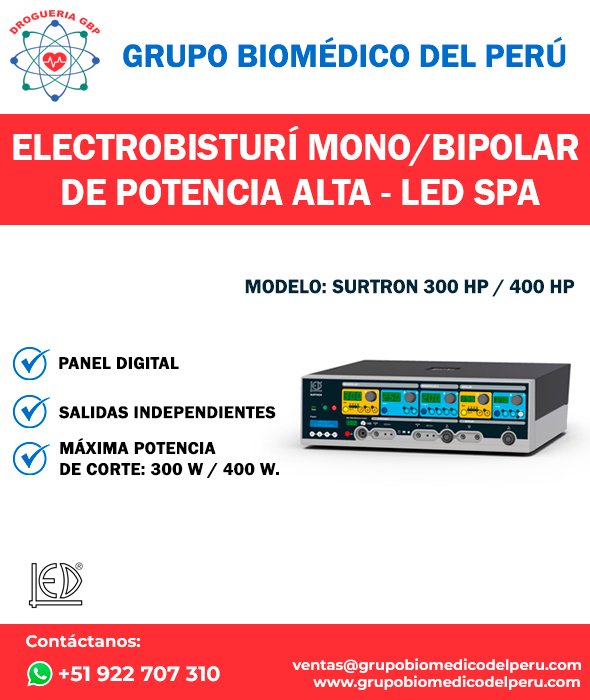 DROGUERIA GBP
GRUPO BIOMÉDICO DEL PERÚ
ELECTROBISTURÍ MONO/BIPOLAR
DE POTENCIA ALTA - LED SPA
MODELO: SURTRON 300 HP / 400 HP
PANEL DIGITAL
SALIDAS INDEPENDIENTES
MÁXIMA POTENCIA
DE CORTE: 300 W / 400 W.
LED
LED®
Contáctanos:
+51 922 707 310
ventas@grupobiomedicodelperu.com
www.grupobiomedicodelperu.com